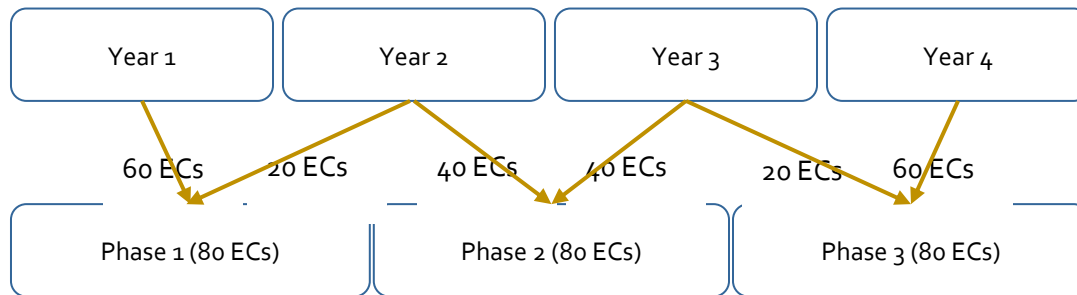 Year 1
Year 2
Year 3
Year 4
60 ECs
20 ECs
40 ECs
40 ECs
20 ECs
60 ECs
Phase 1 (80 ECs)
Phase 2 (80 ECs)
Phase 3 (80 ECs)